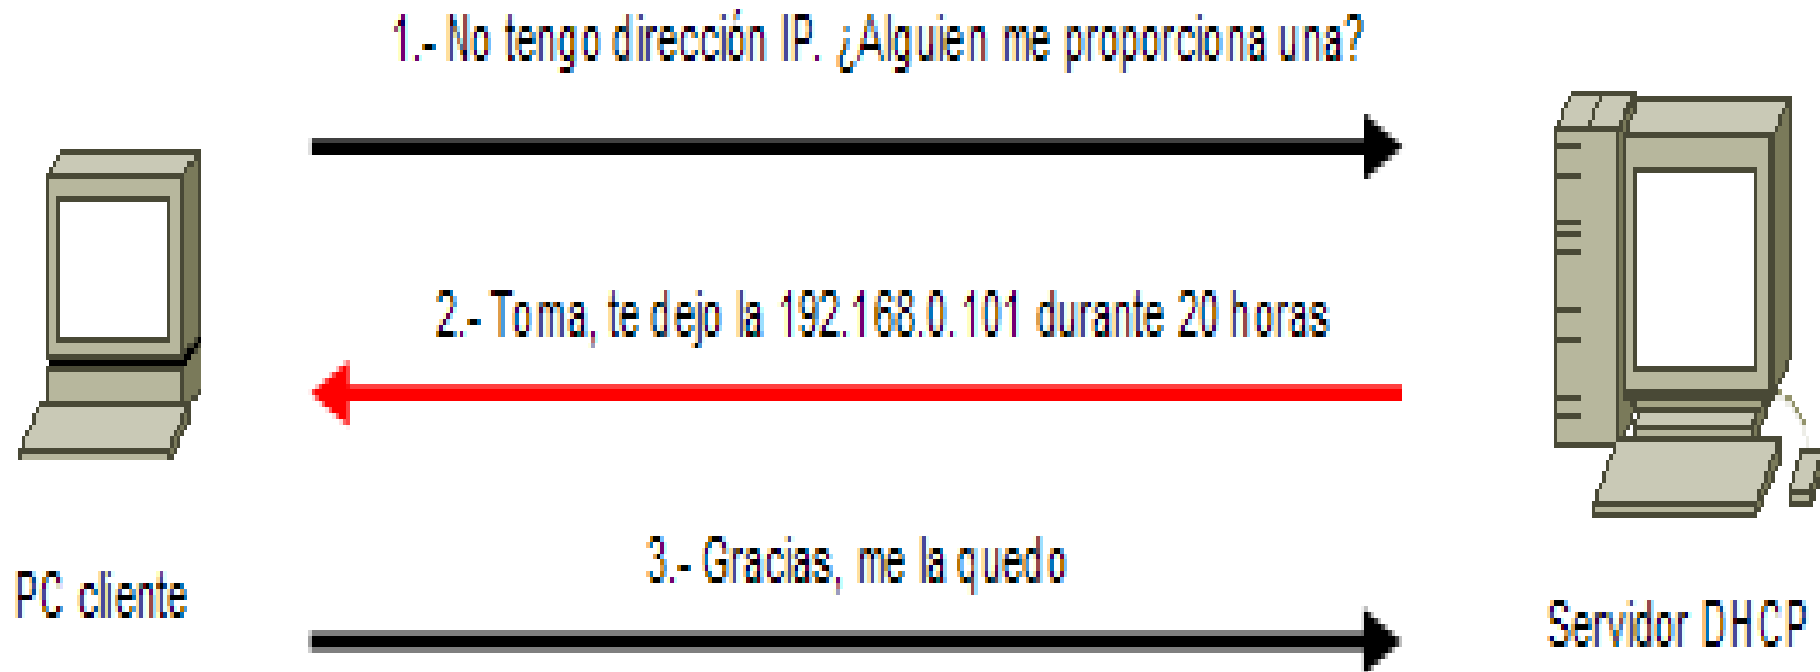 1.- No tengo dirección IP. ¿Alguien me proporciona una?
2.- Toma, te dejo la 192.168.0.101 durante 20 horas
3.- Gracias, me la quedo
PC cliente
Servidor DHCP